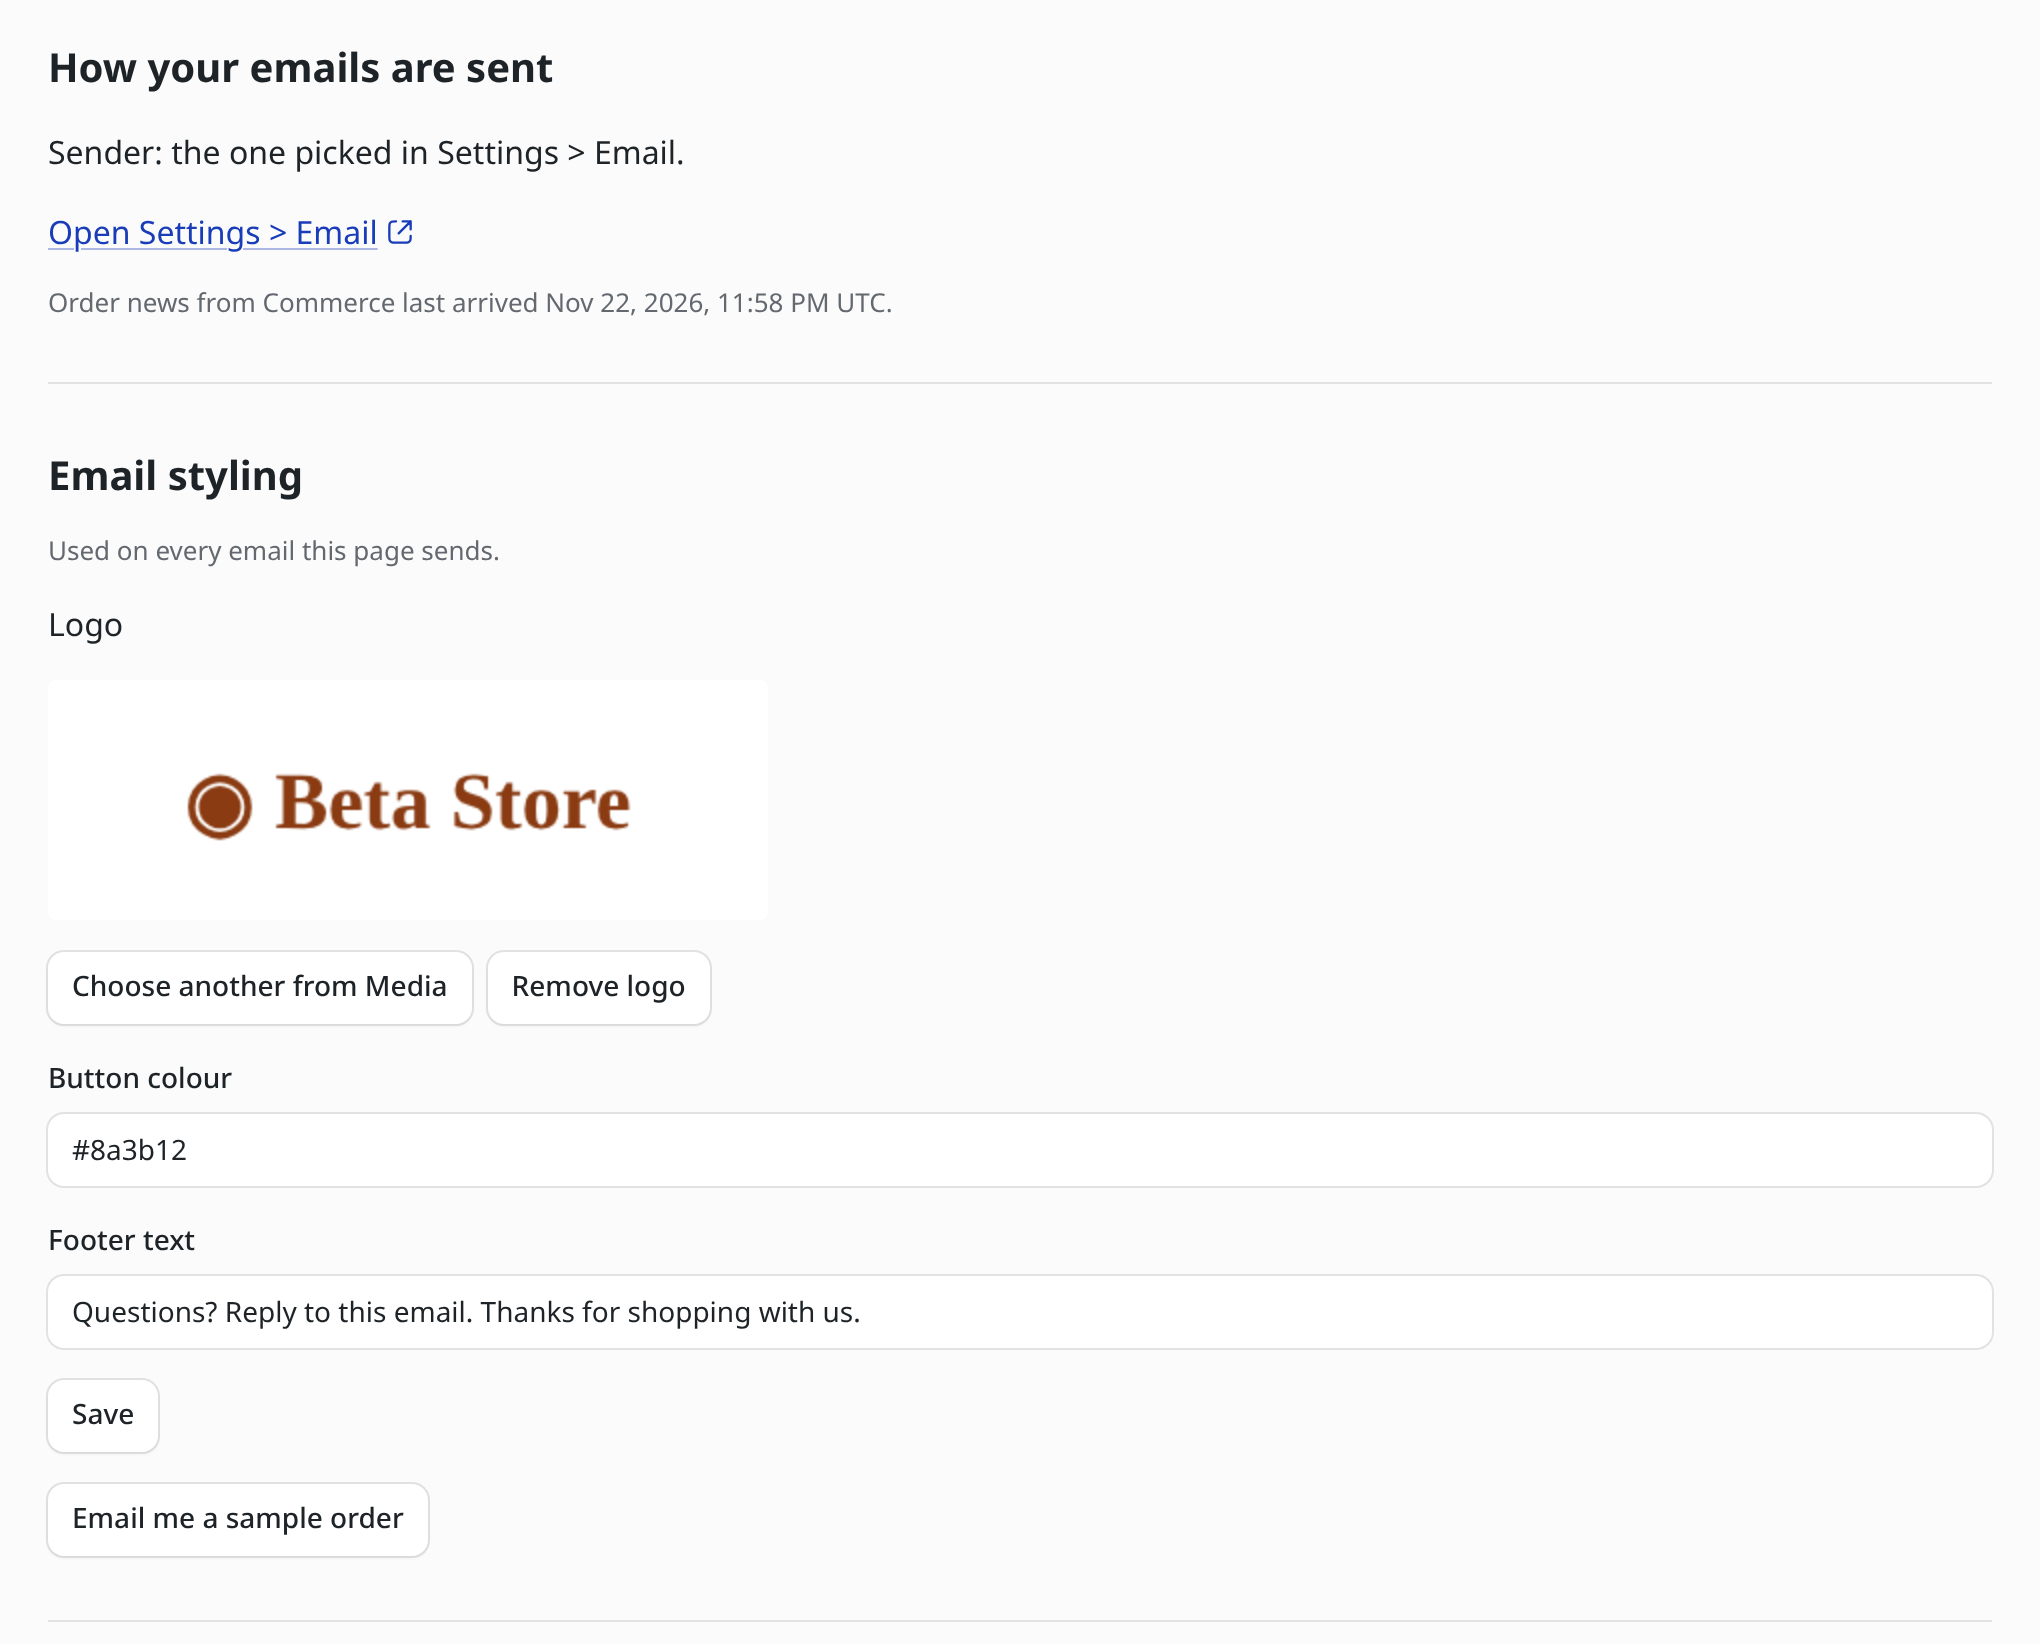 How your emails are sent
Sender: the one picked in Settings > Email.
Open Settings > Email
Order news from Commerce last arrived Nov 22, 2026, 11:58 PM UTC.
Email styling
Used on every email this page sends.
Logo
Beta Store
Choose another from Media
Remove logo
Button colour
#8a3b12
Footer text
Questions? Reply to this email. Thanks for shopping with us.
Save
Email me a sample order